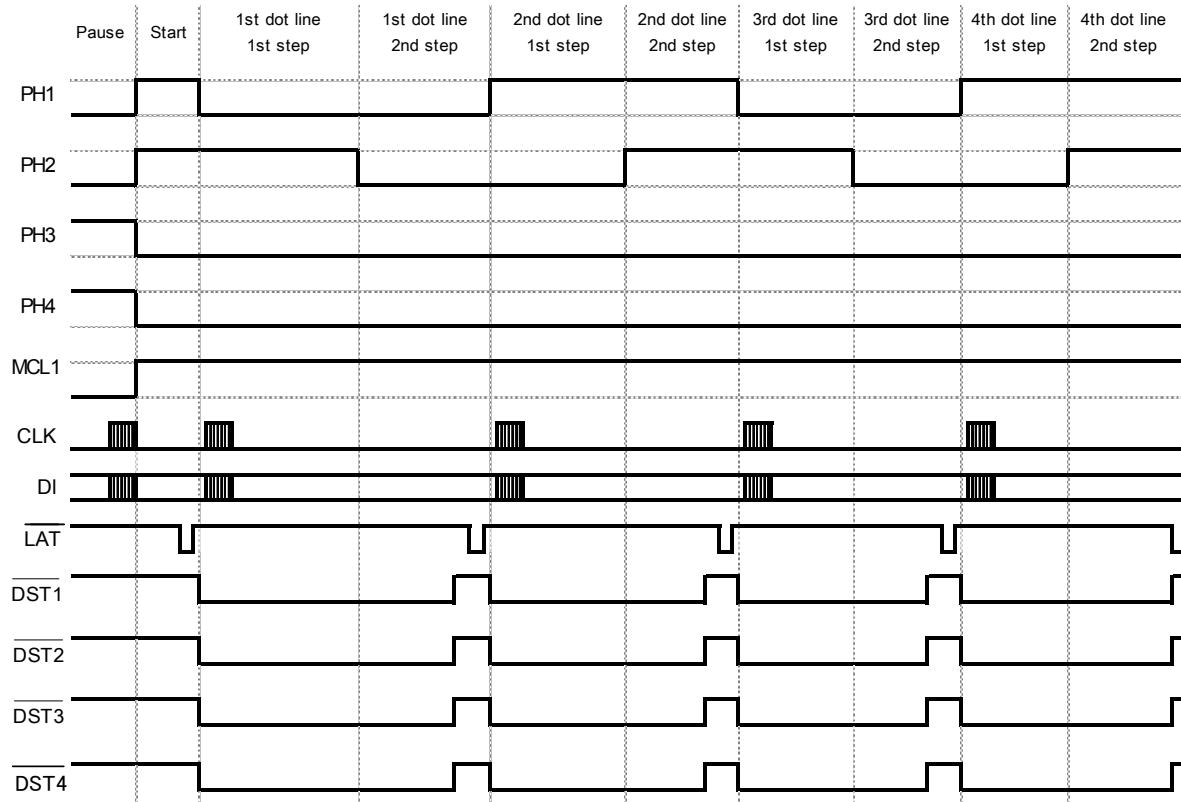 Pause
Start
1st dot line
1st step
1st dot line
2nd step
2nd dot line
1st step
2nd dot line
2nd step
3rd dot line
1st step
3rd dot line
2nd step
4th dot line
1st step
4th dot line
2nd step
PH1
PH2
PH3
PH4
MCL1
CLK
DI
LAT
DST1
DST2
DST3
DST4